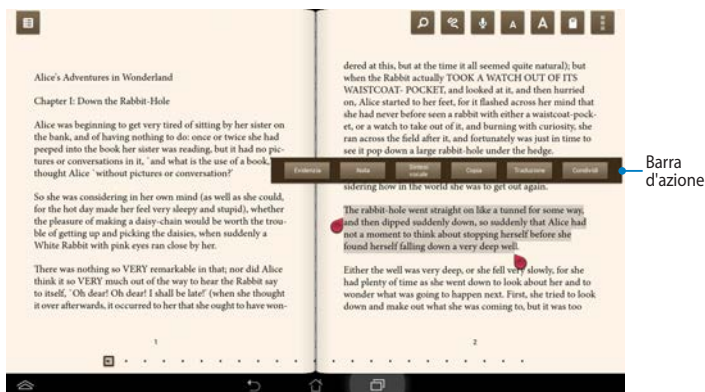 A A
Alice's Adventures in Wonderland
Chapter I: Down the Rabbit-Hole
Alice was beginning to get very tired of sitting by her sister on
the bank, and of having nothing to do: once or twice she had
peeped into the book her sister was reading, but it had no pic-
tures or conversations in it, `and what is the use of a book,'
thought Alice `without pictures or conversation?'
So she was considering in her own mind (as well as she could,
for the hot day made her feel very sleepy and stupid), whether
the pleasure of making a daisy-chain would be worth the trou-
ble of getting up and picking the daisies, when suddenly a
White Rabbit with pink eyes ran close by her.
There was nothing so VERY remarkable in that; nor did Alice
think it so VERY much out of the way to hear the Rabbit say
to itself, `Oh dear! Oh dear! I shall be late!' (when she thought
it over afterwards, it occurred to her that she ought to have won-
1
dered at this, but at the time it all seemed quite natural); but
when the Rabbit actually TOOK A WATCH OUT OF ITS
WAISTCOAT- POCKET, and looked at it, and then hurried
on, Alice started to her feet, for it flashed across her mind that
she had never before seen a rabbit with either a waistcoat-pock-
et, or a watch to take out of it, and burning with curiosity, she
ran across the field after it, and fortunately was just in time to
see it pop down a large rabbit-hole under the hedge.
Evidenzia Nota Sintesi vocale Copia Traduzione Condividi
Barra
d'azione
sidering how in the world she was to get out again.
The rabbit-hole went straight on like a tunnel for some way,
and then dipped suddenly down, so suddenly that Alice had
not a moment to think about stopping herself before she
found herself falling down a very deep well.
Either the well was very deep, or she fell very slowly, for she
had plenty of time as she went down to look about her and to
wonder what was going to happen next. First, she tried to look
down and make out what she was coming to, but it was too
2